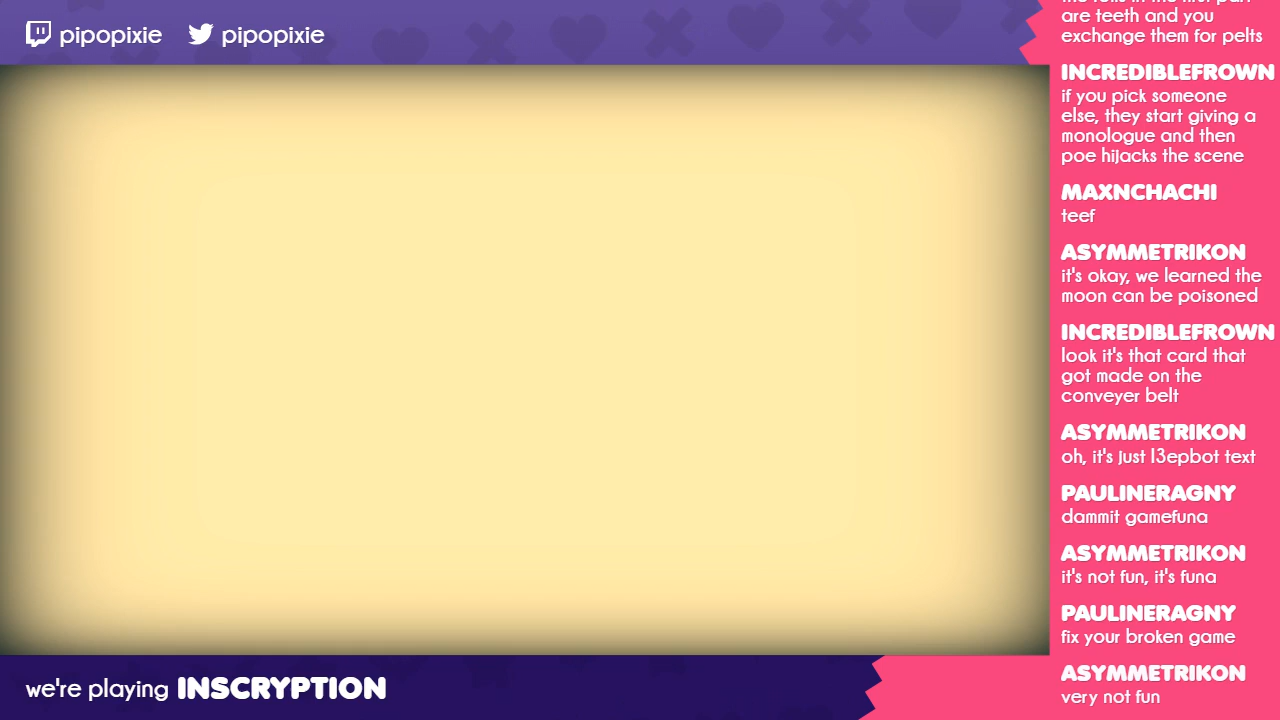 pipopixie pipopixie
are teeth and you
exchange them for pelts
INCREDIBLEFROWN
if you pick someone
else, they start giving a
monologue and then
poe hijacks the scene
MAXNCHACHI
teef
ASYMMETRIKON
it's okay, we learned the
moon can be poisoned
INCREDIBLEFROWN
look it's that card that
got made on the
conveyer belt
ASYMMETRIKON
oh, it's just l3epbot text
PAULINERAGNY
dammit gamefuna
ASYMMETRIKON
it's not fun, it's funa
PAULINERAGNY
fix your broken game
ASYMMETRIKON
very not fun
we're playing INSCRYPTION